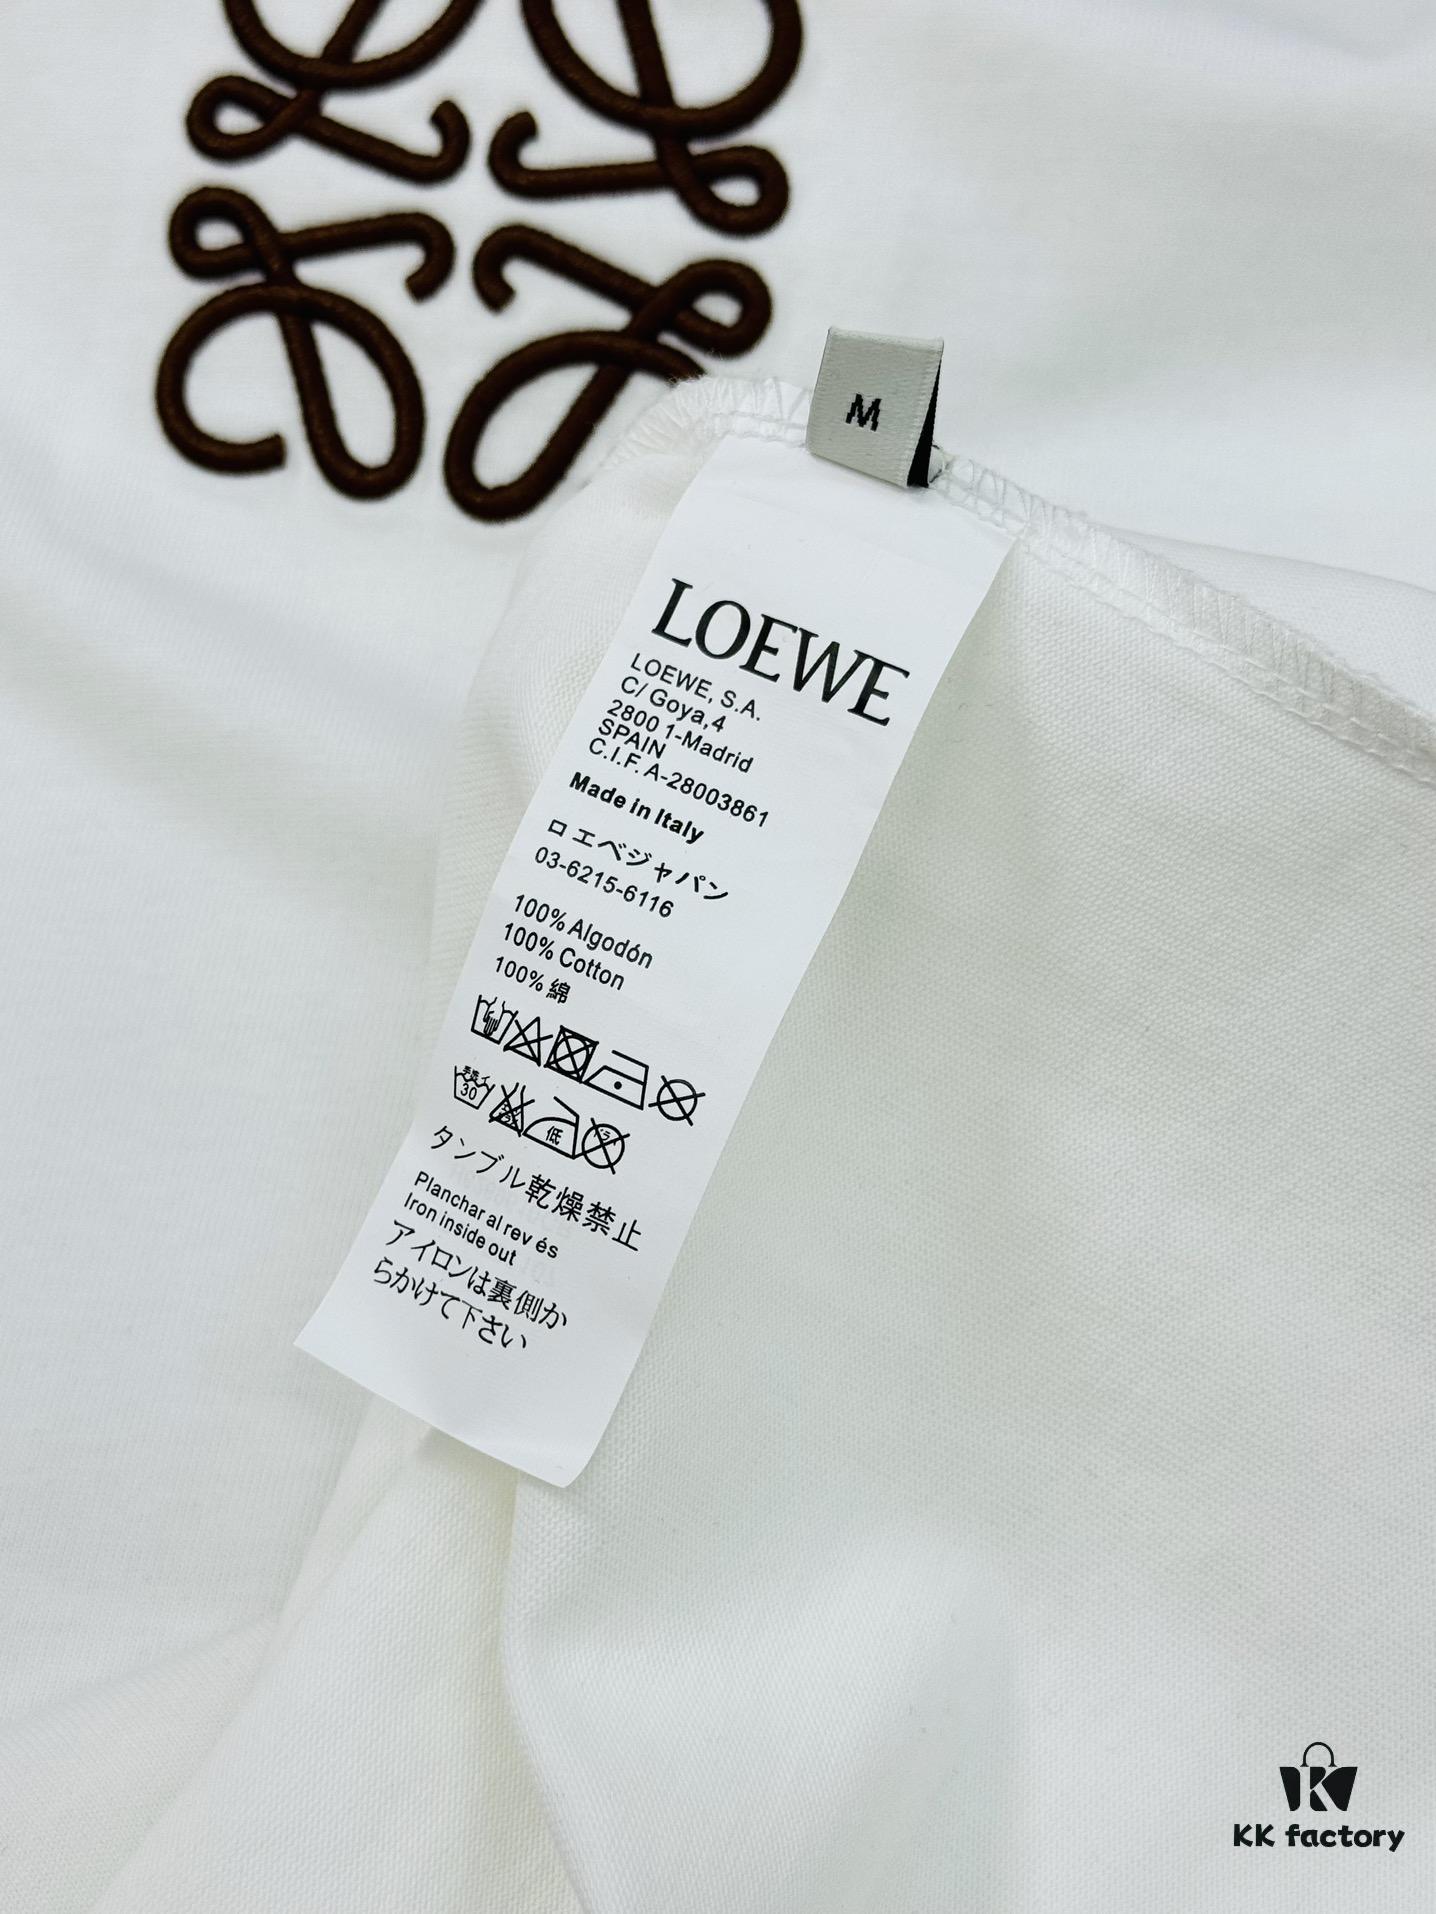 M
LOEWE
LOEWE, S.A.
C/ Goya,4
2800 1-Madrid
SPAIN
C.I.F. A-28003861
Made in Italy
ロエベジャパン
03-6215-6116
100% Algodón
100% Cotton
100% 綿
30
低
タンブル乾燥禁止
Planchar al rev és
Iron inside out
アイロンは裏側か
らかけて下さい
KK factory